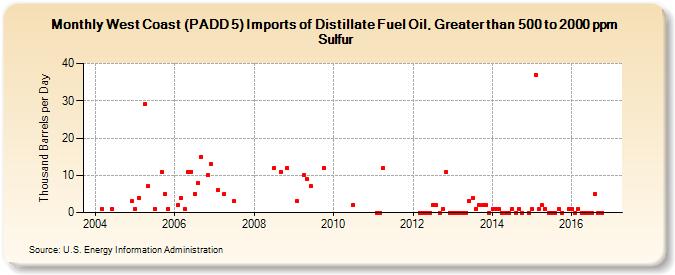 Monthly West Coast (PADD 5) Imports of Distillate Fuel Oil, Greater than 500 to 2000 ppm
Sulfur
Thousand Barrels per Day
40
30
20
10
0
2004 2006 2008 2010 2012 2014 2016
Source: U.S. Energy Information Administration